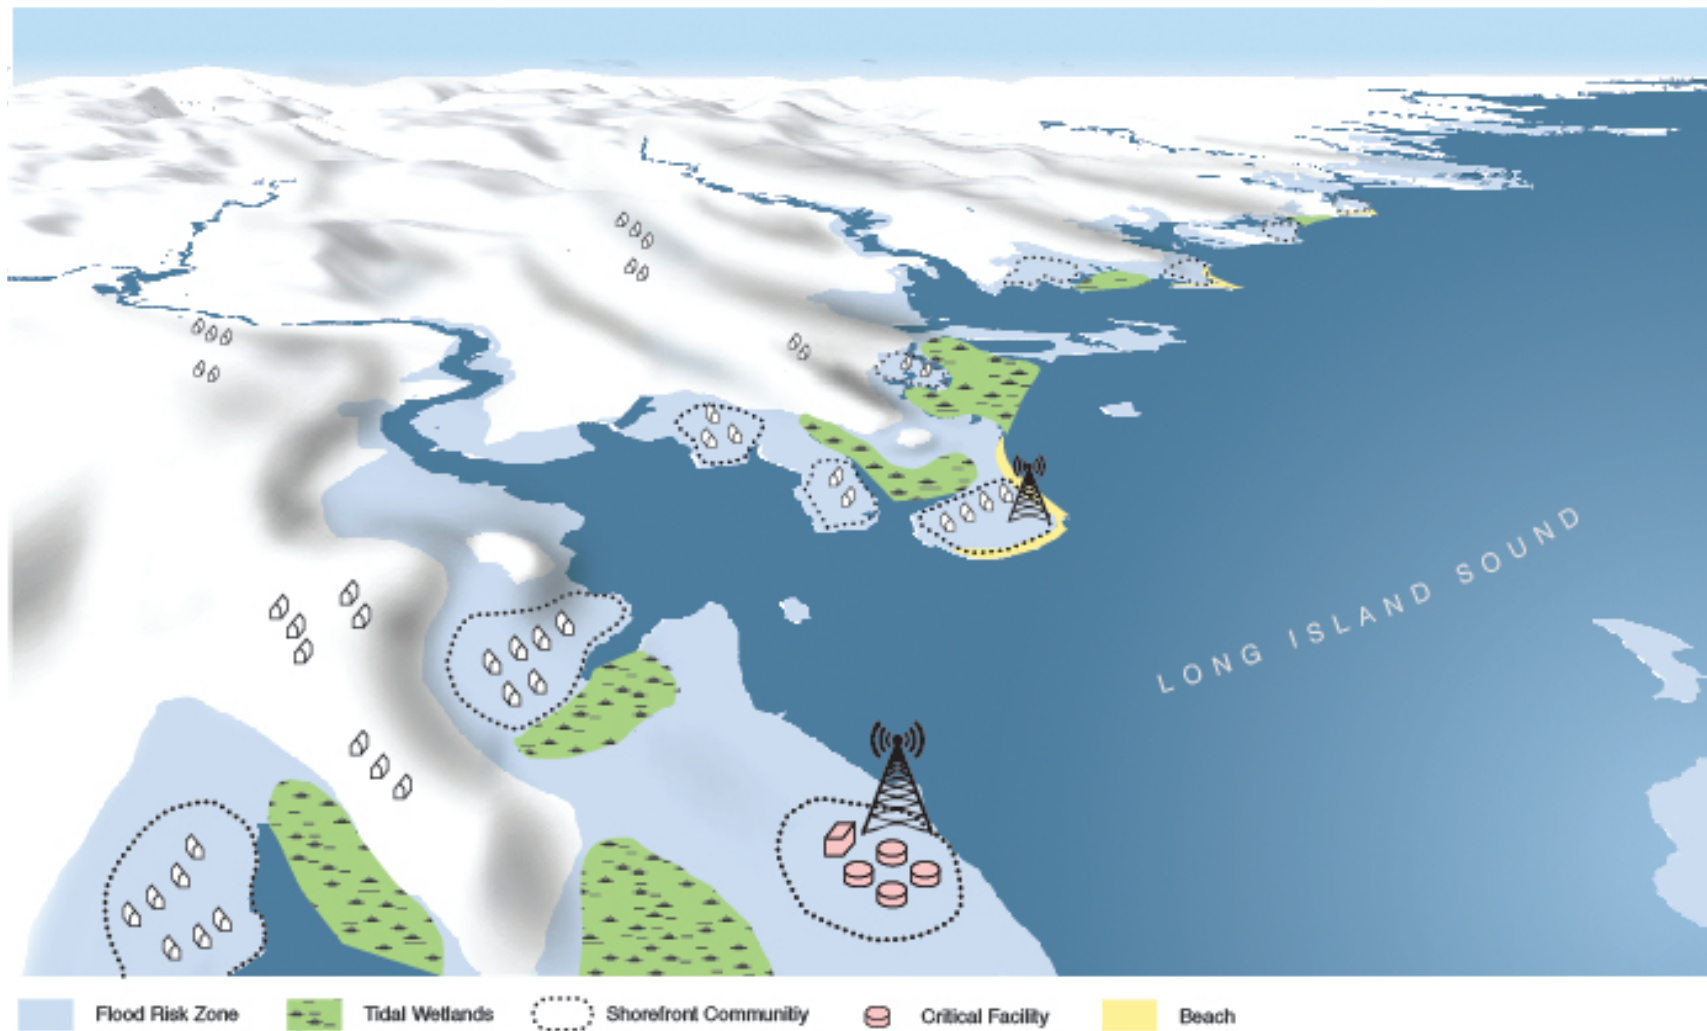 LONG ISLAND SOUND
Flood Risk Zone
Tidal Wetlands
Shorefront Communitiy
Critical Facility
Beach